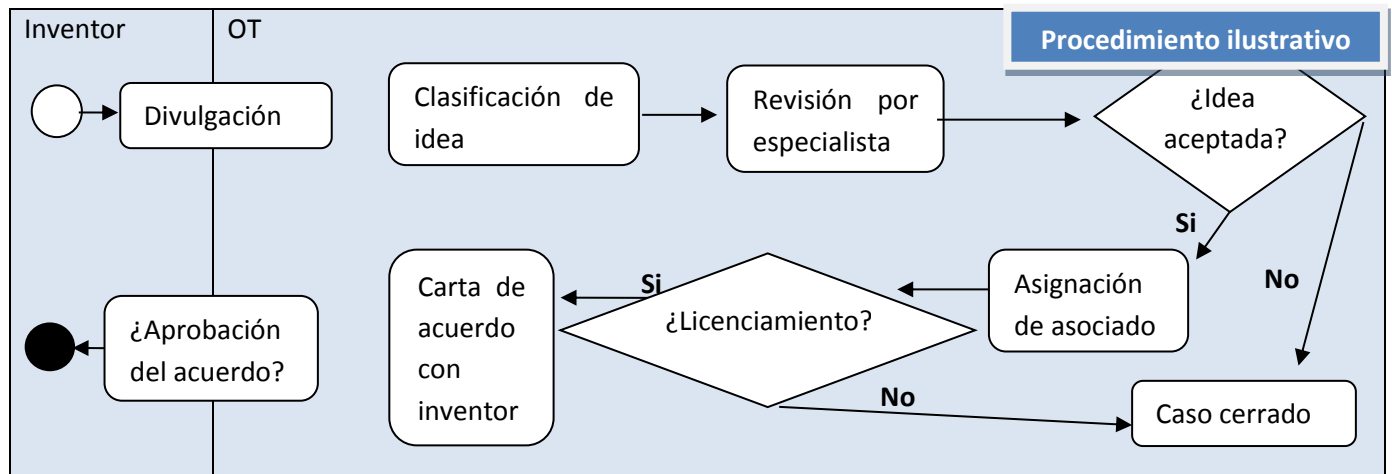 Inventor
OT
Procedimiento ilustrativo
Divulgación
Clasificación de
idea
Revisión por
especialista
¿Idea
aceptada?
Si
No
Asignación
de asociado
¿Licenciamiento?
Si
No
Carta de
acuerdo
con
inventor
¿Aprobación
del acuerdo?
Caso cerrado